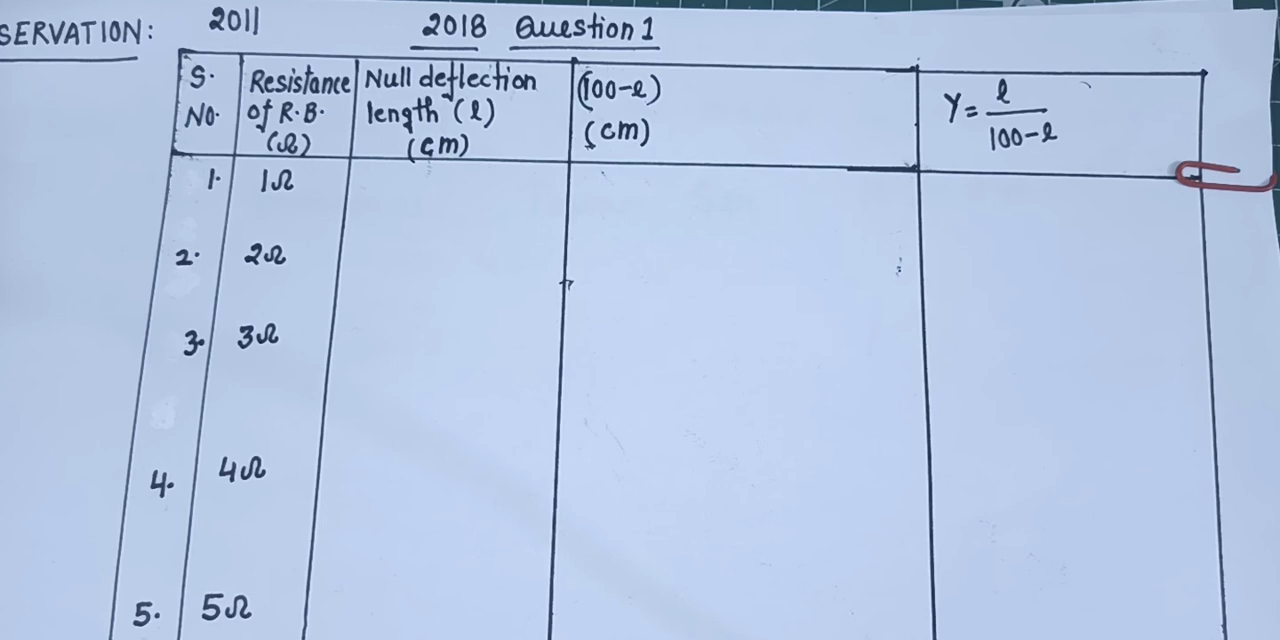 SERVATION: 2011 2018 Question 1
S. No. Resistance of R.B. (Ω) Null deflection length (l) (cm) (100-l) (cm) Y = l / 100-l
1. 1Ω
2. 2Ω
3. 3Ω
4. 4Ω
5. 5Ω